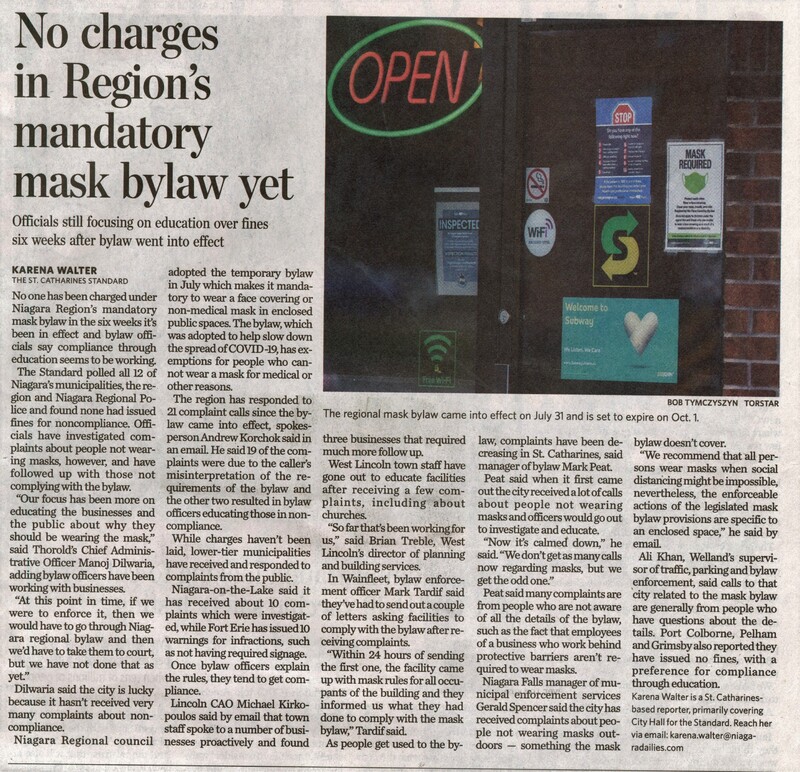 No charges
in Region's
mandatory
mask bylaw yet
Officials still focusing on education over fines
six weeks after bylaw went into effect
KARENA WALTER
THE ST. CATHARINES STANDARD
No one has been charged under
Niagara Region's mandatory
mask bylaw in the six weeks it's
been in effect and bylaw offi-
cials say compliance through
education seems to be working.
The Standard polled all 12 of
Niagara's municipalities, the re-
gion and Niagara Regional Po-
lice and found none had issued
fines for noncompliance. Offi-
cials have investigated com-
plaints about people not wear-
ing masks, however, and have
followed up with those not
complying with the bylaw.
"Our focus has been more on
educating the businesses and
the public about why they
should be wearing the mask,"
said Thorold's Chief Adminis-
trative Officer Manoj Dilwaria,
adding bylaw officers have been
working with businesses.
"At this point in time, if we
were to enforce it, then we
would have to go through Niag-
ara regional bylaw and then
we'd have to take them to court,
but we have not done that as
yet."
Dilwaria said the city is lucky
because it hasn't received very
many complaints about non-
compliance.
Niagara Regional council
adopted the temporary bylaw
in July which makes it manda-
tory to wear a face covering or
non-medical mask in enclosed
public spaces. The bylaw, which
was adopted to help slow down
the spread of COVID-19, has ex-
emptions for people who can-
not wear a mask for medical or
other reasons.
The region has responded to
21 complaint calls since the by-
law came into effect, spokes-
person Andrew Korchok said in
an email. He said 19 of the com-
plaints were due to the caller's
misinterpretation of the re-
quirements of the bylaw and
the other two resulted in bylaw
officers educating those in non-
compliance.
While charges haven't been
laid, lower-tier municipalities
have received and responded to
complaints from the public.
Niagara-on-the-Lake said it
has received about 10 com-
plaints which were investigat-
ed, while Fort Erie has issued 10
warnings for infractions, such
as not having required signage.
Once bylaw officers explain
the rules, they tend to get com-
pliance.
Lincoln CAO Michael Kirko-
poulos said by email that town
staff spoke to a number of busi-
nesses proactively and found
OPEN
INSPECTED
Free Wi-Fi
WiFi
STOP
MASK
REQUIRED
Welcome to
Subway
BOB TYMCZYSZYN TORSTAR
The regional mask bylaw came into effect on July 31 and is set to expire on Oct. 1.
three businesses that required
much more follow up.
West Lincoln town staff have
gone out to educate facilities
after receiving a few com-
plaints, including about
churches.
"So far that's been working for
us," said Brian Treble, West
Lincoln's director of planning
and building services.
In Wainfleet, bylaw enforce-
ment officer Mark Tardif said
they've had to send out a couple
of letters asking facilities to
comply with the bylaw after re-
ceiving complaints.
"Within 24 hours of sending
the first one, the facility came
up with mask rules for all occu-
pants of the building and they
informed us what they had
done to comply with the mask
bylaw," Tardif said.
As people get used to the by-
law, complaints have been de-
creasing in St. Catharines, said
manager of bylaw Mark Peat.
Peat said when it first came
out the city received a lot of calls
about people not wearing
masks and officers would go out
to investigate and educate.
"Now it's calmed down," he
said. "We don't get as many calls
now regarding masks, but we
get the odd one."
Peat said many complaints are
from people who are not aware
of all the details of the bylaw,
such as the fact that employees
of a business who work behind
protective barriers aren't re-
quired to wear masks.
Niagara Falls manager of mu-
nicipal enforcement services
Gerald Spencer said the city has
received complaints about peo-
ple not wearing masks out-
doors — something the mask
bylaw doesn't cover.
"We recommend that all per-
sons wear masks when social
distancing might be impossible,
nevertheless, the enforceable
actions of the legislated mask
bylaw provisions are specific to
an enclosed space," he said by
email.
Ali Khan, Welland's supervi-
sor of traffic, parking and bylaw
enforcement, said calls to that
city related to the mask bylaw
are generally from people who
have questions about the de-
tails. Port Colborne, Pelham
and Grimsby also reported they
have issued no fines, with a
preference for compliance
through education.
Karena Walter is a St. Catharines-
based reporter, primarily covering
City Hall for the Standard. Reach her
via email: karena.walter@niaga-
radailies.com